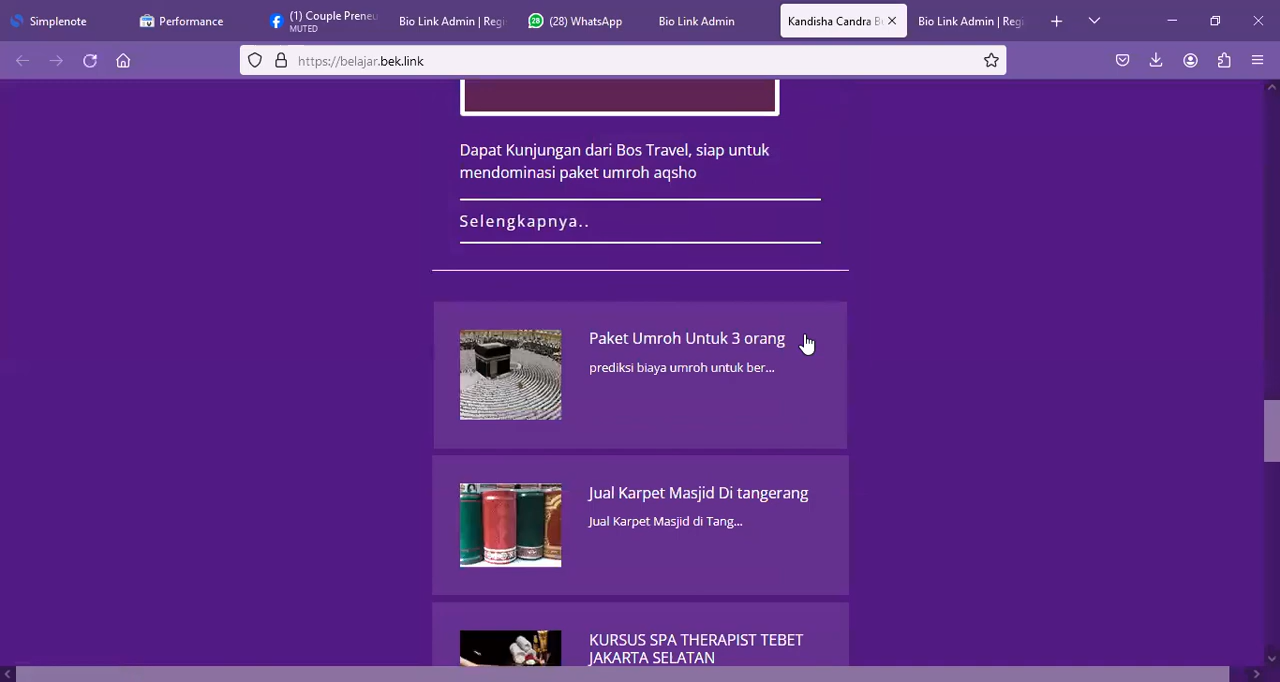 Simplenote
Performance
(1) Couple Preneu
MUTED
Bio Link Admin | Regi
(28) WhatsApp
Bio Link Admin
Kandisha Candra B
Bio Link Admin | Regi
https://belajar.bek.link
Dapat Kunjungan dari Bos Travel, siap untuk
mendominasi paket umroh aqsho
Selengkapnya..
Paket Umroh Untuk 3 orang
prediksi biaya umroh untuk ber...
Jual Karpet Masjid Di tangerang
Jual Karpet Masjid di Tang...
KURSUS SPA THERAPIST TEBET
JAKARTA SELATAN